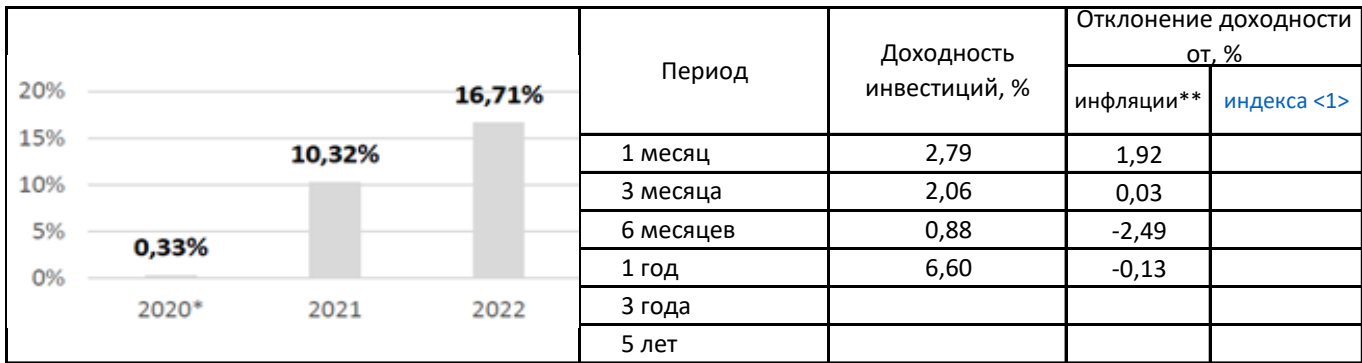 20%
15%
10%
5%
0%
0,33%
10,32%
16,71%
2020* 2021 2022
Период
Доходность
инвестиций, %
Отклонение доходности
от, %
инфляции** индекса <1>
1 месяц 2,79 1,92
3 месяца 2,06 0,03
6 месяцев 0,88 -2,49
1 год 6,60 -0,13
3 года
5 лет